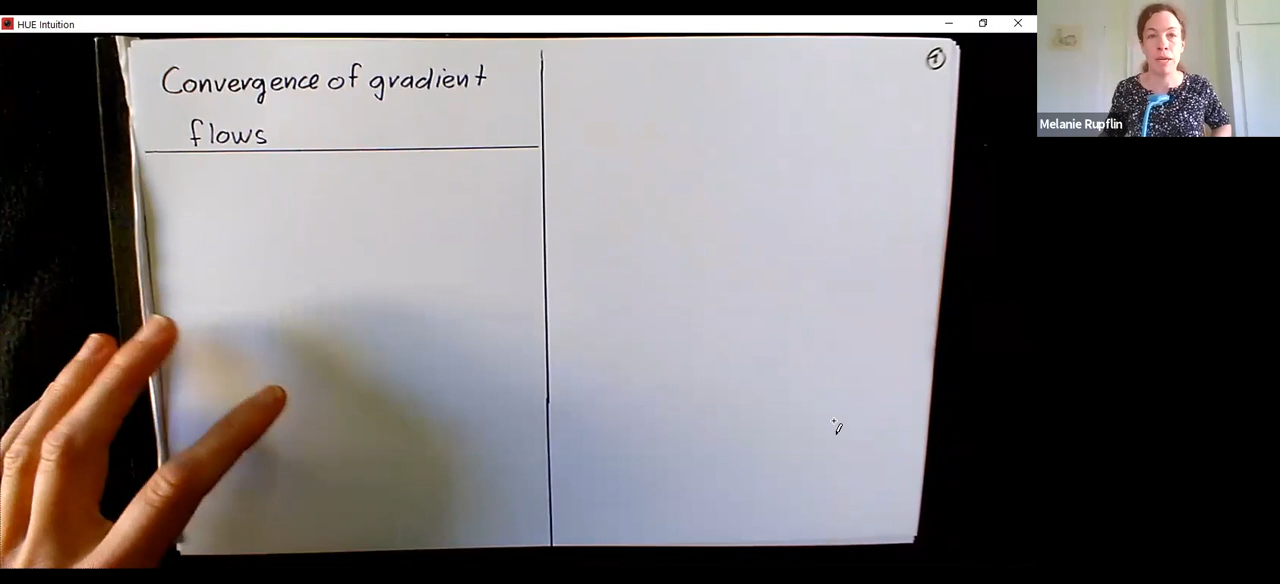 HUE Intuition
Convergence of gradient
flows
1
Melanie Rupflin